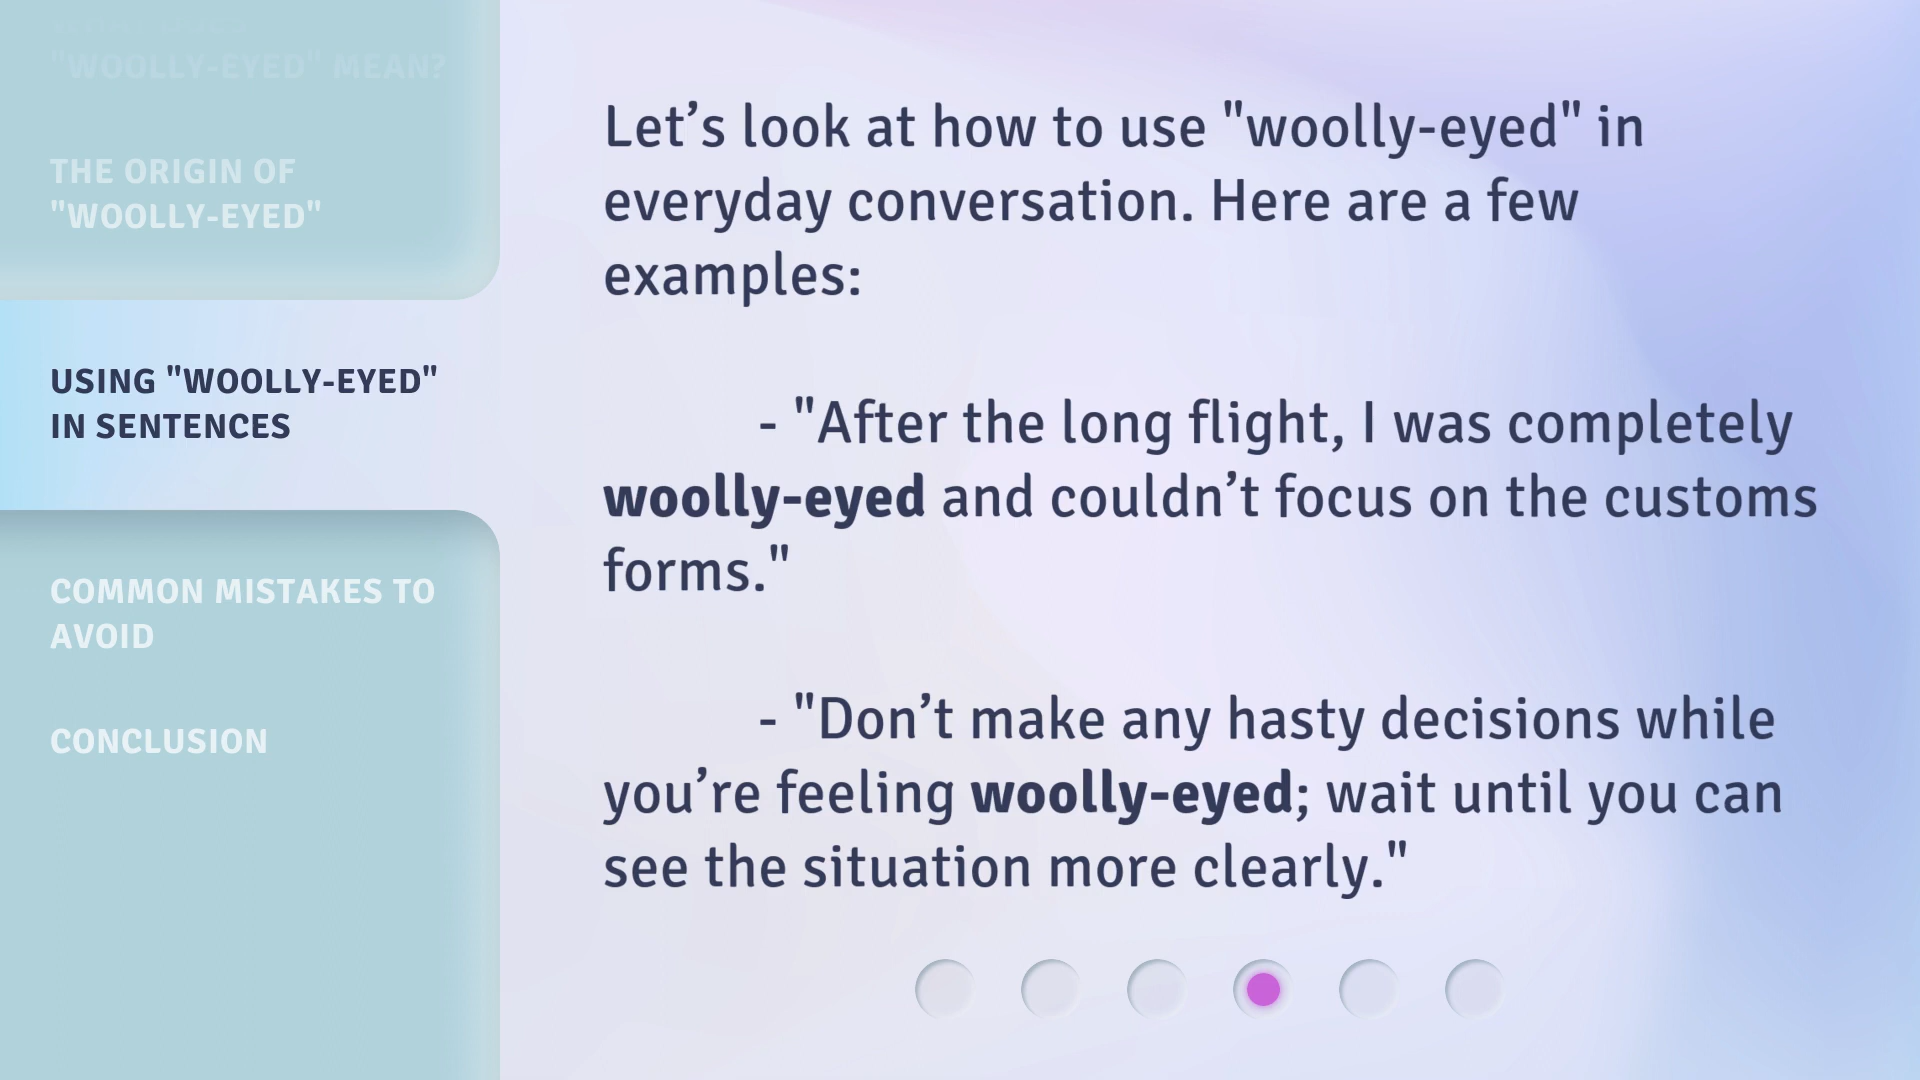 "WOOLLY-EYED" MEAN?
THE ORIGIN OF
"WOOLLY-EYED"
USING "WOOLLY-EYED"
IN SENTENCES
COMMON MISTAKES TO
AVOID
CONCLUSION
Let’s look at how to use "woolly-eyed" in
everyday conversation. Here are a few
examples:
- "After the long flight, I was completely
woolly-eyed and couldn’t focus on the customs
forms."
- "Don’t make any hasty decisions while
you’re feeling woolly-eyed; wait until you can
see the situation more clearly."